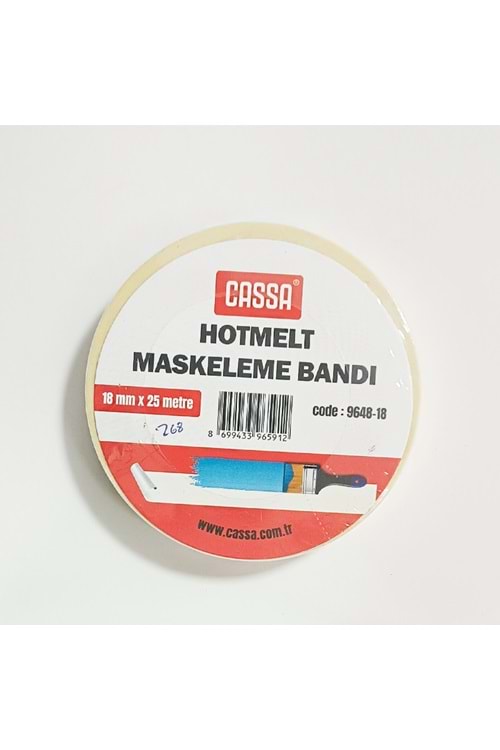 CASSA®
HOTMELT
MASKELEME BANDI
18 mm x 25 metre
code : 9648-18
268
8 699433 965912
www.cassa.com.tr